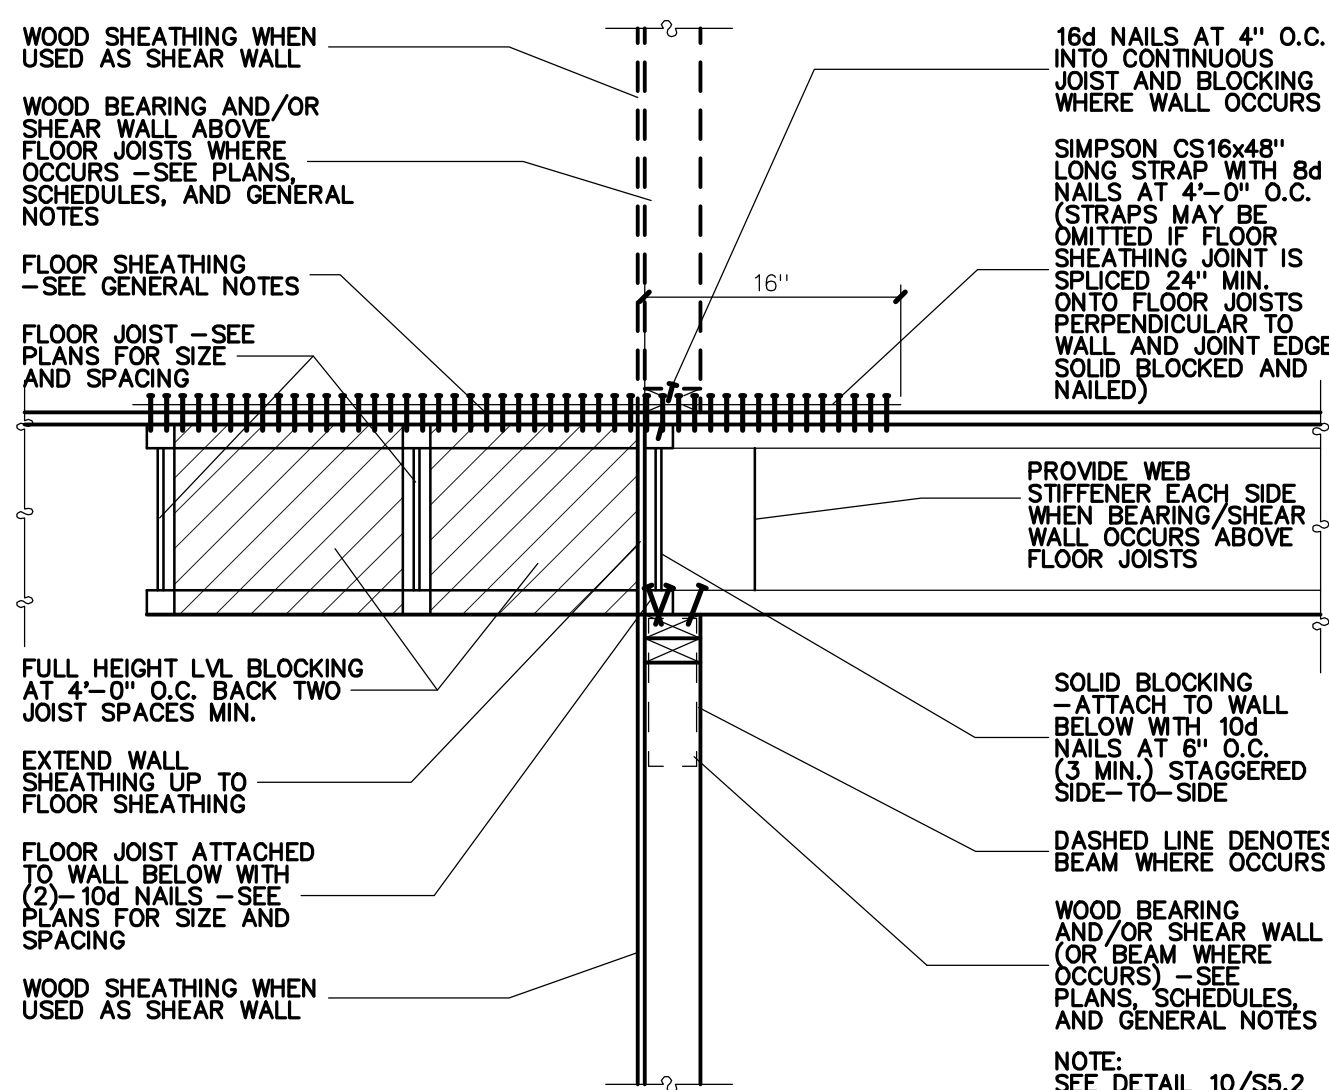 WOOD SHEATHING WHEN
USED AS SHEAR WALL
WOOD BEARING AND/OR
SHEAR WALL ABOVE
FLOOR JOISTS WHERE
OCCURS -SEE PLANS,
SCHEDULES, AND GENERAL
NOTES
FLOOR SHEATHING
-SEE GENERAL NOTES
FLOOR JOIST -SEE
PLANS FOR SIZE
AND SPACING
FULL HEIGHT LVL BLOCKING
AT 4'-0" O.C. BACK TWO
JOIST SPACES MIN.
EXTEND WALL
SHEATHING UP TO
FLOOR SHEATHING
FLOOR JOIST ATTACHED
TO WALL BELOW WITH
(2)-10d NAILS -SEE
PLANS FOR SIZE AND
SPACING
WOOD SHEATHING WHEN
USED AS SHEAR WALL
16"
16d NAILS AT 4" O.C.
INTO CONTINUOUS
JOIST AND BLOCKING
WHERE WALL OCCURS
SIMPSON CS16x48"
LONG STRAP WITH 8d
NAILS AT 4'-0" O.C.
(STRAPS MAY BE
OMITTED IF FLOOR
SHEATHING JOINT IS
SPLICED 24" MIN.
ONTO FLOOR JOISTS
PERPENDICULAR TO
WALL AND JOINT EDGE
SOLID BLOCKED AND
NAILED)
PROVIDE WEB
STIFFENER EACH SIDE
WHEN BEARING/SHEAR
WALL OCCURS ABOVE
FLOOR JOISTS
SOLID BLOCKING
-ATTACH TO WALL
BELOW WITH 10d
NAILS AT 6" O.C.
(3 MIN.) STAGGERED
SIDE-TO-SIDE
DASHED LINE DENOTES
BEAM WHERE OCCURS
WOOD BEARING
AND/OR SHEAR WALL
(OR BEAM WHERE
OCCURS) -SEE
PLANS, SCHEDULES,
AND GENERAL NOTES
NOTE:
SEE DETAIL 10/S5.2